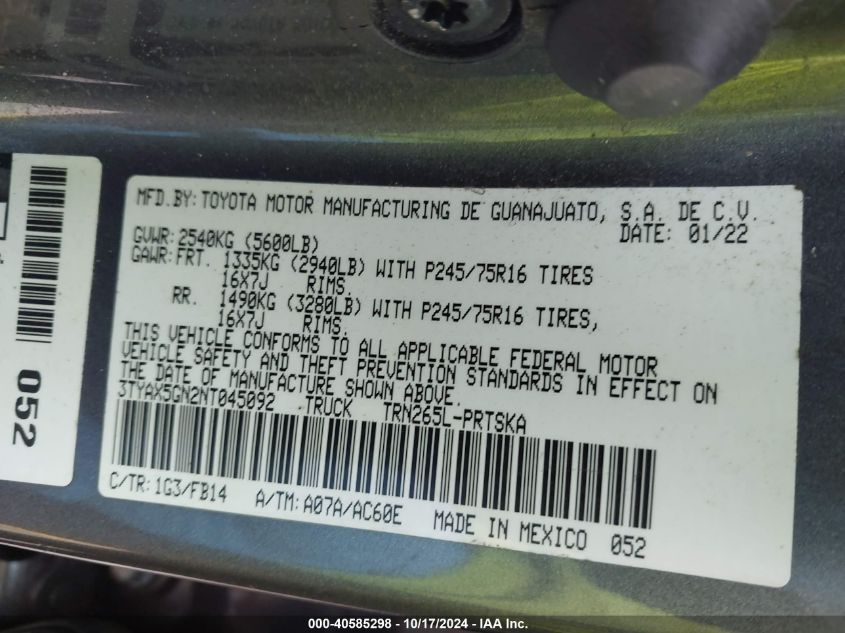 MFD.BY: TOYOTA MOTOR MANUFACTURING DE GUANAJUATO, S.A. DE C.V.
DATE: 01/22
GVWR: 2540KG (5600LB)
GAWR: FRT. 1335KG (2940LB) WITH P245/75R16 TIRES
16X7J RIMS.
RR. 1490KG (3280LB) WITH P245/75R16 TIRES,
16X7J RIMS.
THIS VEHICLE CONFORMS TO ALL APPLICABLE FEDERAL MOTOR
VEHICLE SAFETY AND THEFT PREVENTION STANDARDS IN EFFECT ON
THE DATE OF MANUFACTURE SHOWN ABOVE.
3TYAX5GN2NT045092 TRUCK TRN265L-PRTSKA
C/TR: 1G3/FB14 A/TM: A07A/AC60E MADE IN MEXICO 052
052
000-40585298 - 10/17/2024 - IAA Inc.